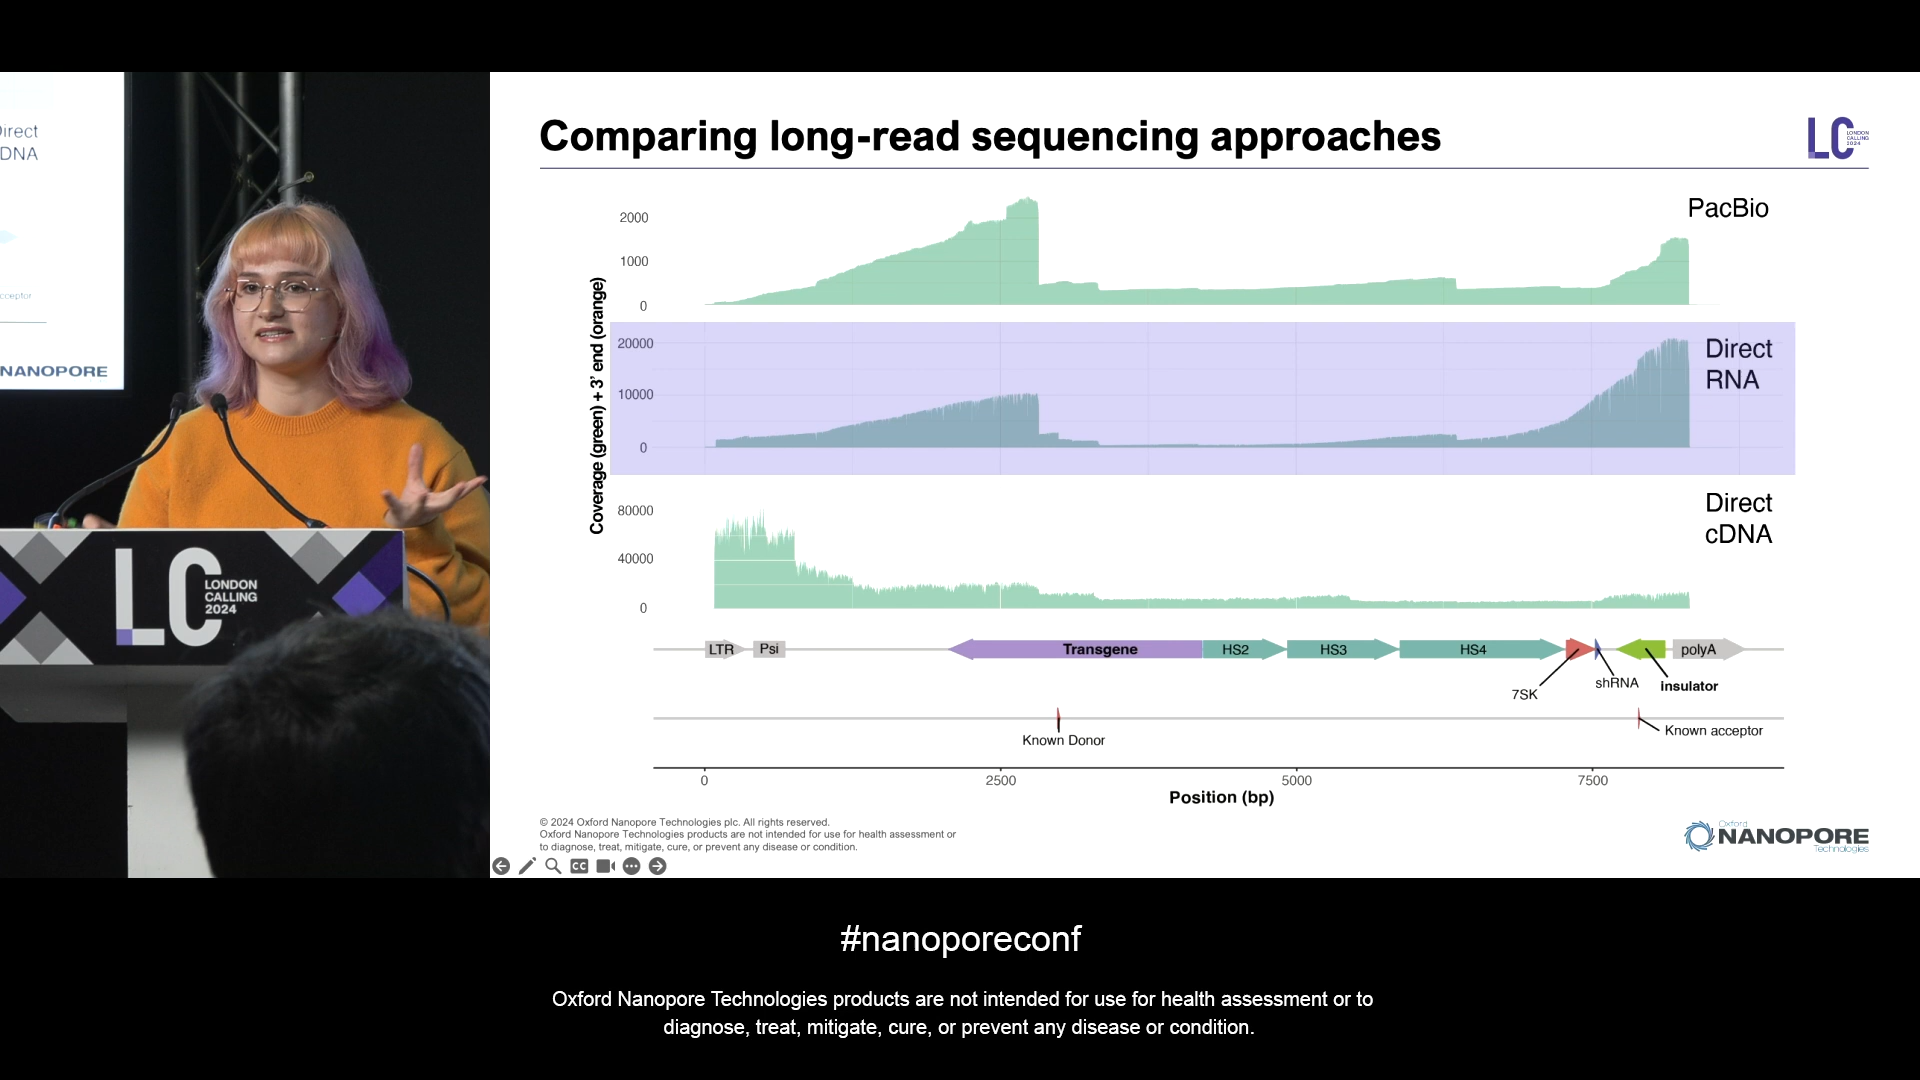 Direct
DNA
cceptor
NANOPORE
LC
LONDON
CALLING
2024
Comparing long-read sequencing approaches
LC
LONDON
CALLING
2024
PacBio
2000
1000
0
Direct
RNA
20000
10000
0
Direct
cDNA
80000
40000
0
Coverage (green) + 3' end (orange)
LTR
Psi
Transgene
HS2
HS3
HS4
7SK
shRNA
insulator
polyA
Known Donor
Known acceptor
0
2500
5000
7500
Position (bp)
© 2024 Oxford Nanopore Technologies plc. All rights reserved.
Oxford Nanopore Technologies products are not intended for use for health assessment or
to diagnose, treat, mitigate, cure, or prevent any disease or condition.
CC
Oxford
NANOPORE
Technologies
#nanoporeconf
Oxford Nanopore Technologies products are not intended for use for health assessment or to
diagnose, treat, mitigate, cure, or prevent any disease or condition.